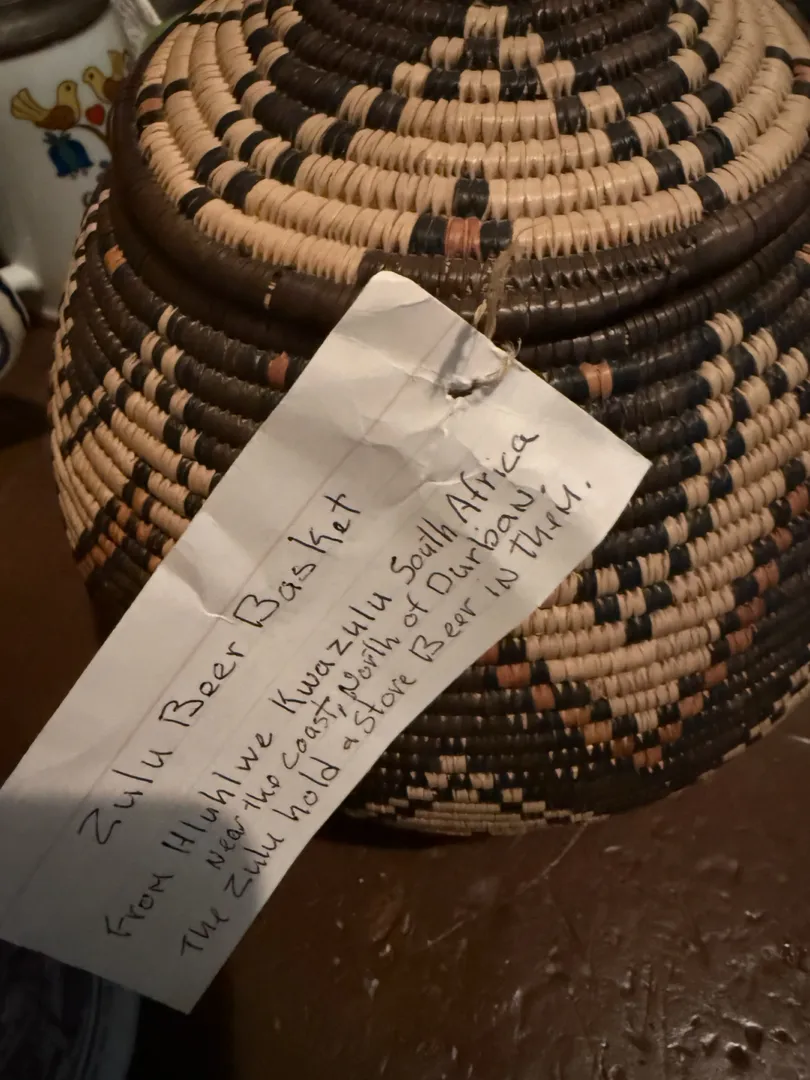 Zulu Beer Basket
From Hluhlwe Kwazulu South Africa
Near the coast, North of Durban.
The Zulu hold & Store Beer in them.